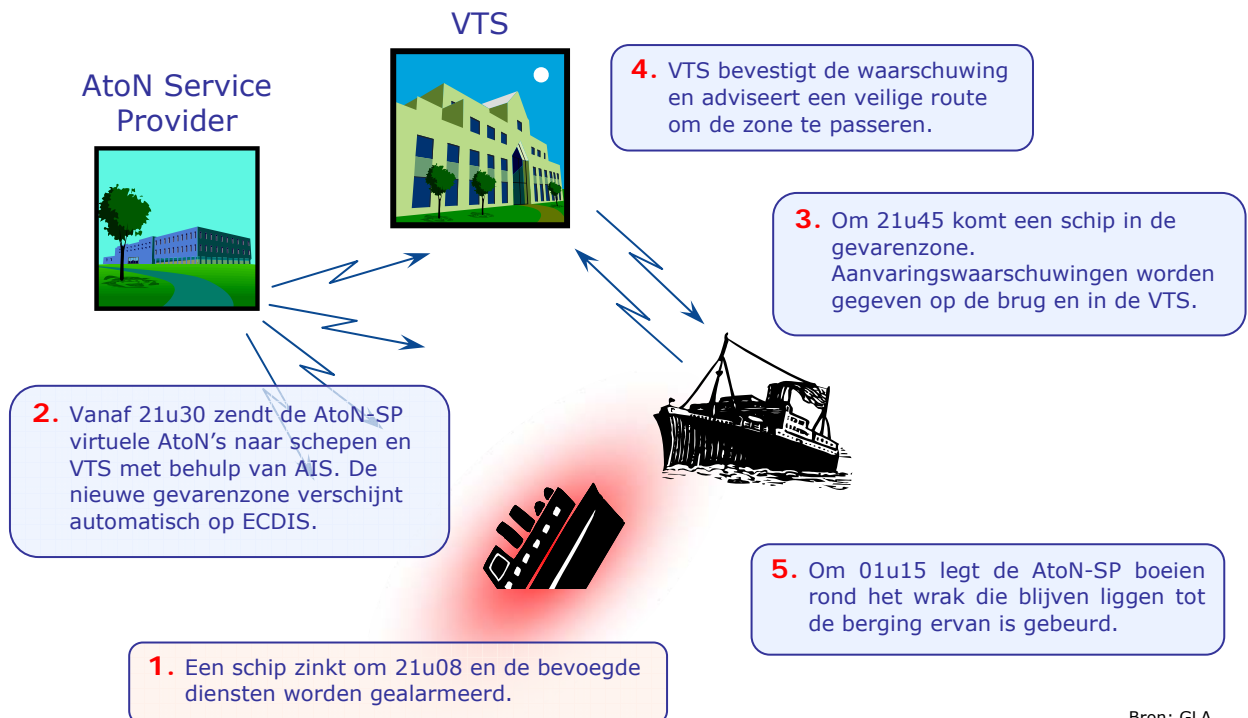 VTS
AtoN Service
Provider
4. VTS bevestigt de waarschuwing
en adviseert een veilige route
om de zone te passeren.
3. Om 21u45 komt een schip in de
gevarenzone.
Aanvaringswaarschuwingen worden
gegeven op de brug en in de VTS.
2. Vanaf 21u30 zendt de AtoN-SP
virtuele AtoN's naar schepen en
VTS met behulp van AIS. De
nieuwe gevarenzone verschijnt
automatisch op ECDIS.
5. Om 01u15 legt de AtoN-SP boeien
rond het wrak die blijven liggen tot
de berging ervan is gebeurd.
1. Een schip zinkt om 21u08 en de bevoegde
diensten worden gealarmeerd.
Bron: GLA